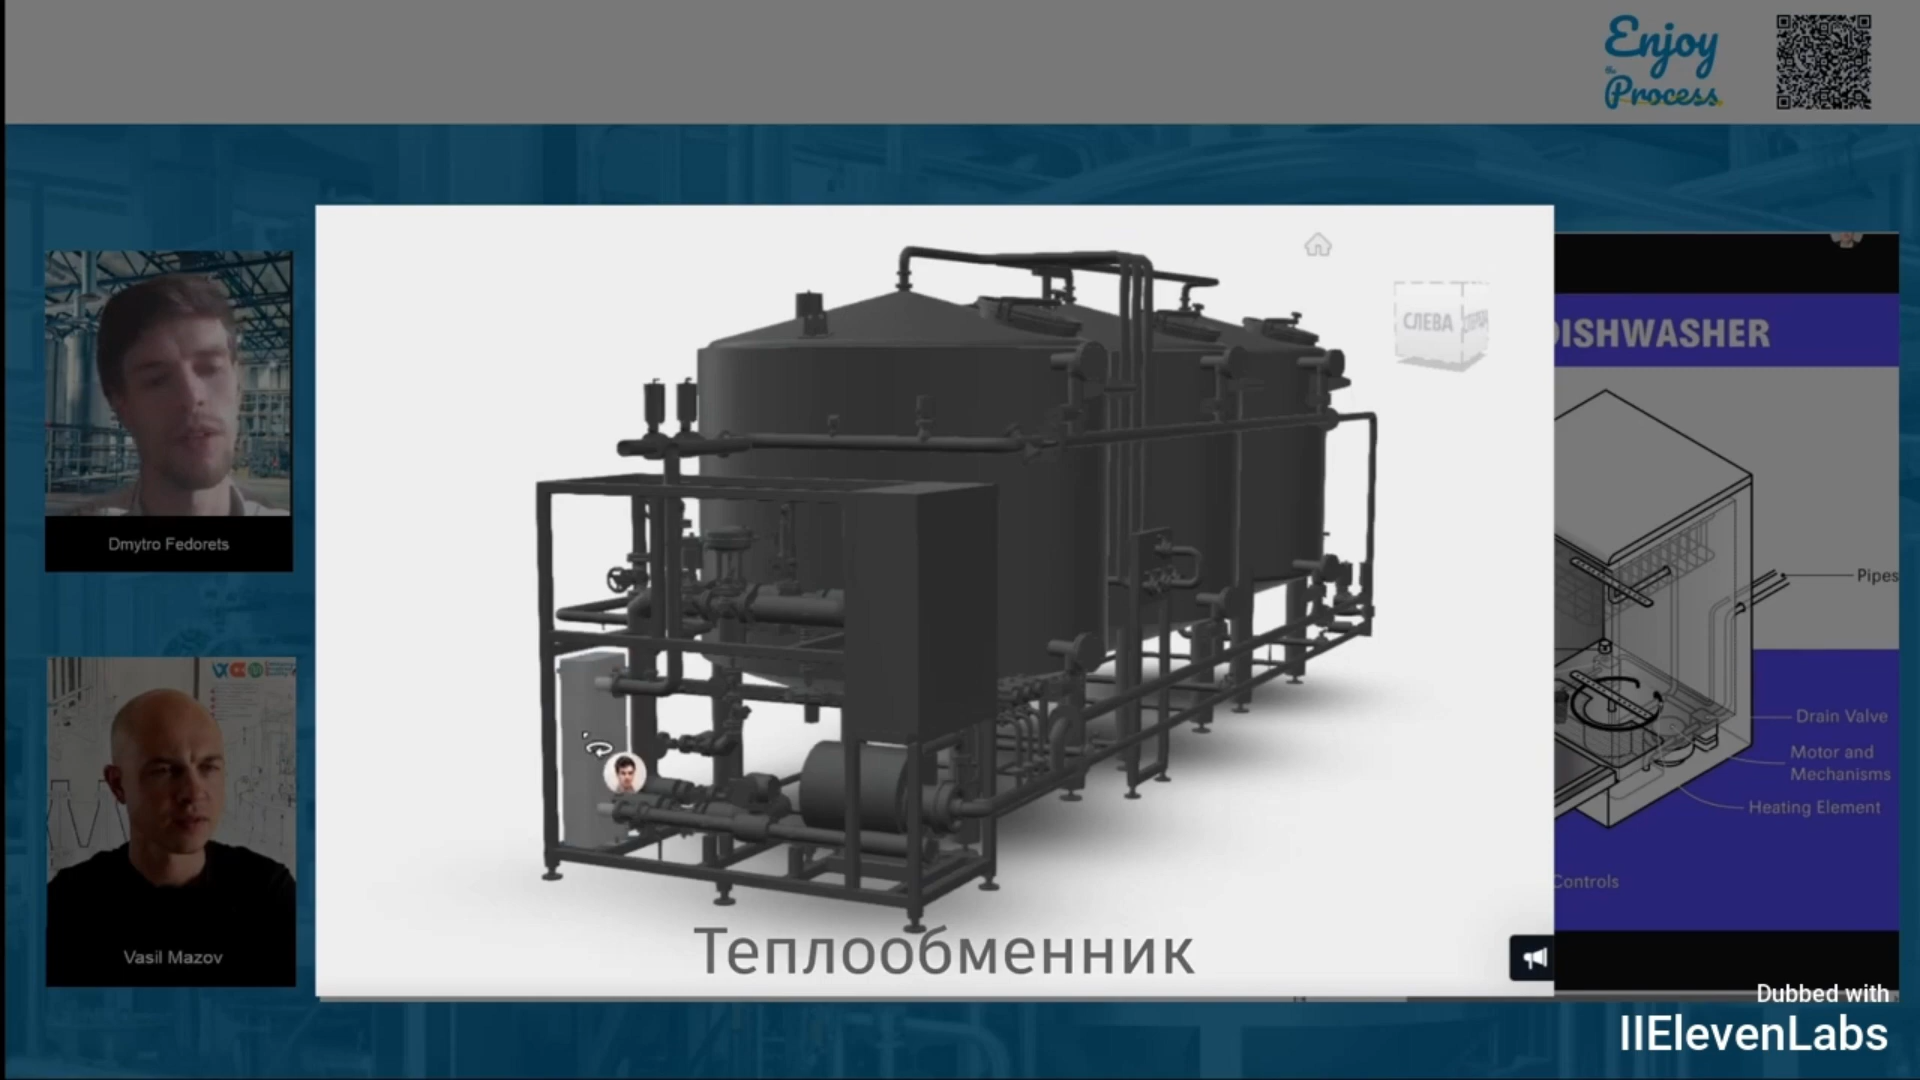 Enjoy
the
Process
СЛЕВА
DISHWASHER
Pipes
Drain Valve
Motor and
Mechanisms
Heating Element
Controls
Dmytro Fedorets
Vasil Mazov
Теплообменник
Dubbed with
IIElevenLabs